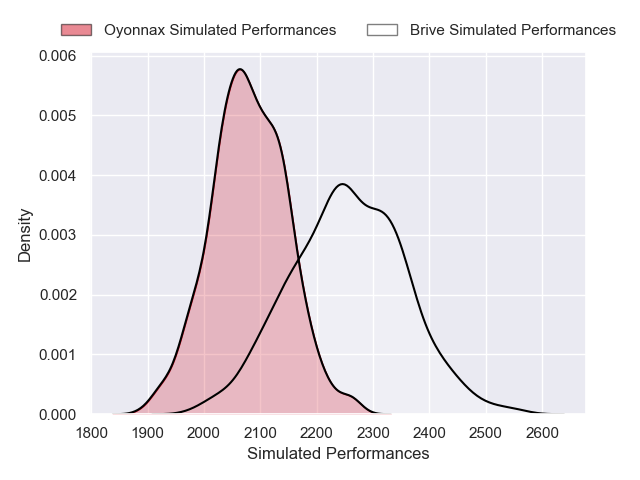 Oyonnax Simulated Performances
Brive Simulated Performances
0.006
0.005
0.004
0.003
0.002
0.001
0.000
Density
1800 1900 2000 2100 2200 2300 2400 2500 2600
Simulated Performances